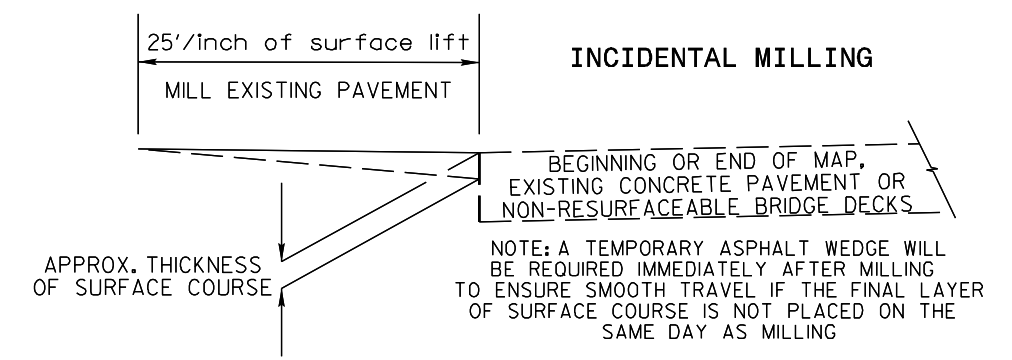 25'/inch of surface lift
INCIDENTAL MILLING
MILL EXISTING PAVEMENT
BEGINNING OR END OF MAP,
EXISTING CONCRETE PAVEMENT OR
NON-RESURFACEABLE BRIDGE DECKS
APPROX. THICKNESS
OF SURFACE COURSE
NOTE: A TEMPORARY ASPHALT WEDGE WILL
BE REQUIRED IMMEDIATELY AFTER MILLING
TO ENSURE SMOOTH TRAVEL IF THE FINAL LAYER
OF SURFACE COURSE IS NOT PLACED ON THE
SAME DAY AS MILLING